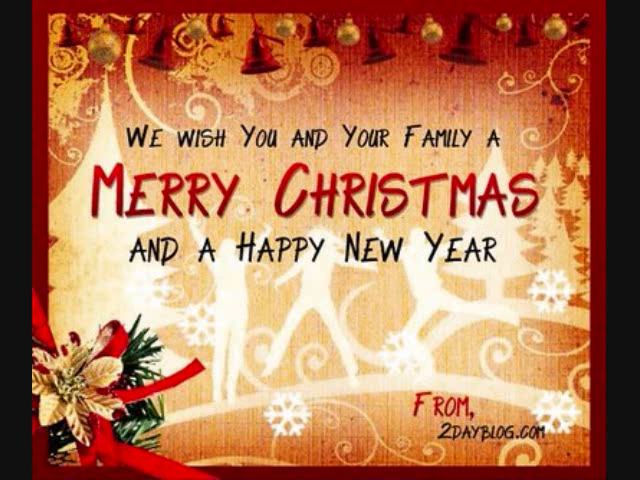 We wish You and Your Family a
Merry Christmas
and a Happy New Year
From,
2dayblog.com